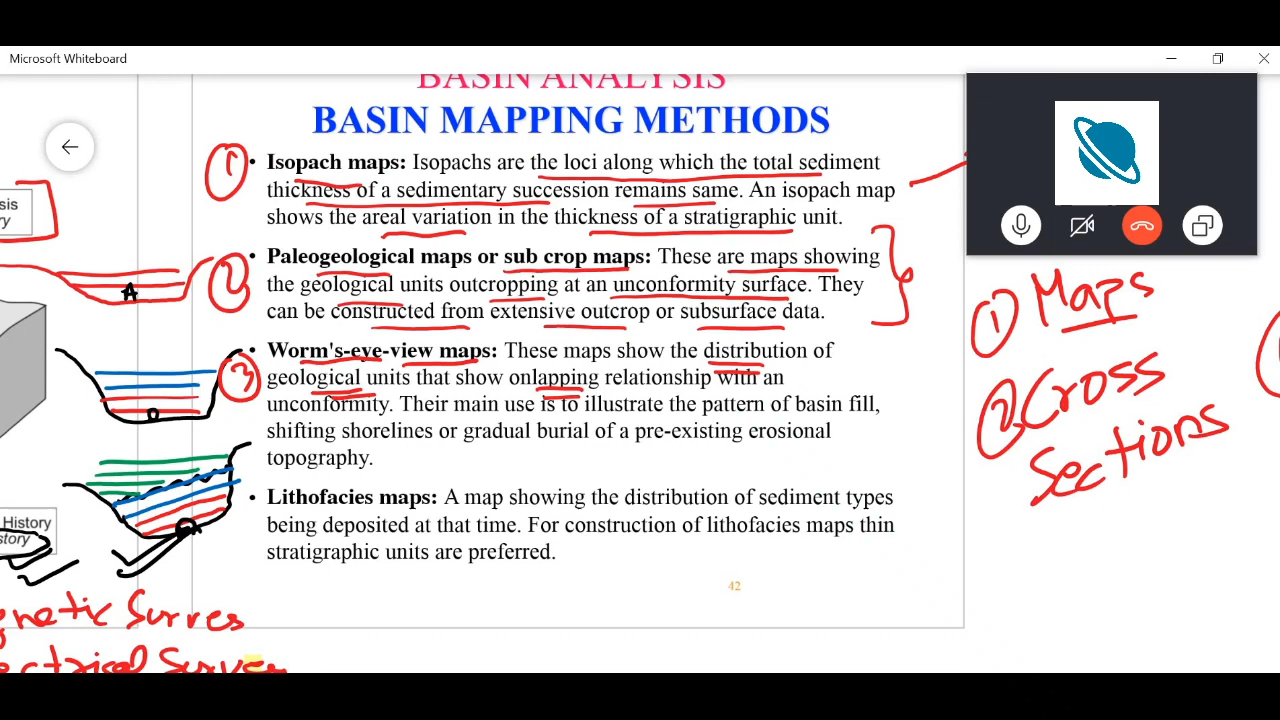 Microsoft Whiteboard
BASIN ANALYSIS
BASIN MAPPING METHODS
① • Isopach maps: Isopachs are the loci along which the total sediment
thickness of a sedimentary succession remains same. An isopach map
shows the areal variation in the thickness of a stratigraphic unit.
② Paleogeological maps or sub crop maps: These are maps showing
the geological units outcropping at an unconformity surface. They
can be constructed from extensive outcrop or subsurface data.
③ • Worm's-eye-view maps: These maps show the distribution of
geological units that show onlapping relationship with an
unconformity. Their main use is to illustrate the pattern of basin fill,
shifting shorelines or gradual burial of a pre-existing erosional
topography.
• Lithofacies maps: A map showing the distribution of sediment types
being deposited at that time. For construction of lithofacies maps thin
stratigraphic units are preferred.
42
① Maps
② Cross
Sections
sis
ry
A
History
story
gnetic Surves
ectrical Survey